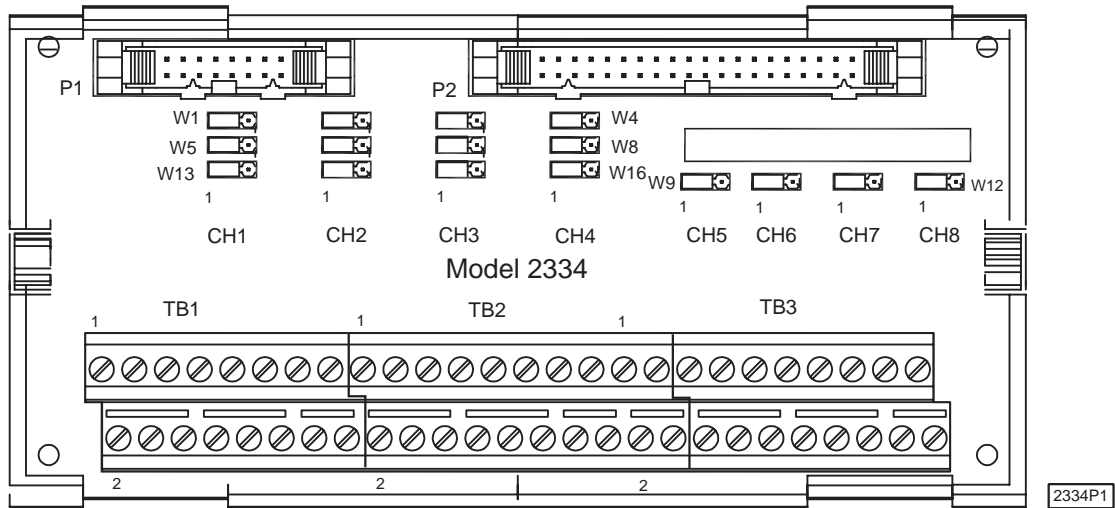 P1
P2
W1
W4
W5
W8
W13
W16
W9
W12
1 1 1 1 1 1 1 1
CH1 CH2 CH3 CH4 CH5 CH6 CH7 CH8
Model 2334
TB1 TB2 TB3
1 1 1
2 2 2
2334P1